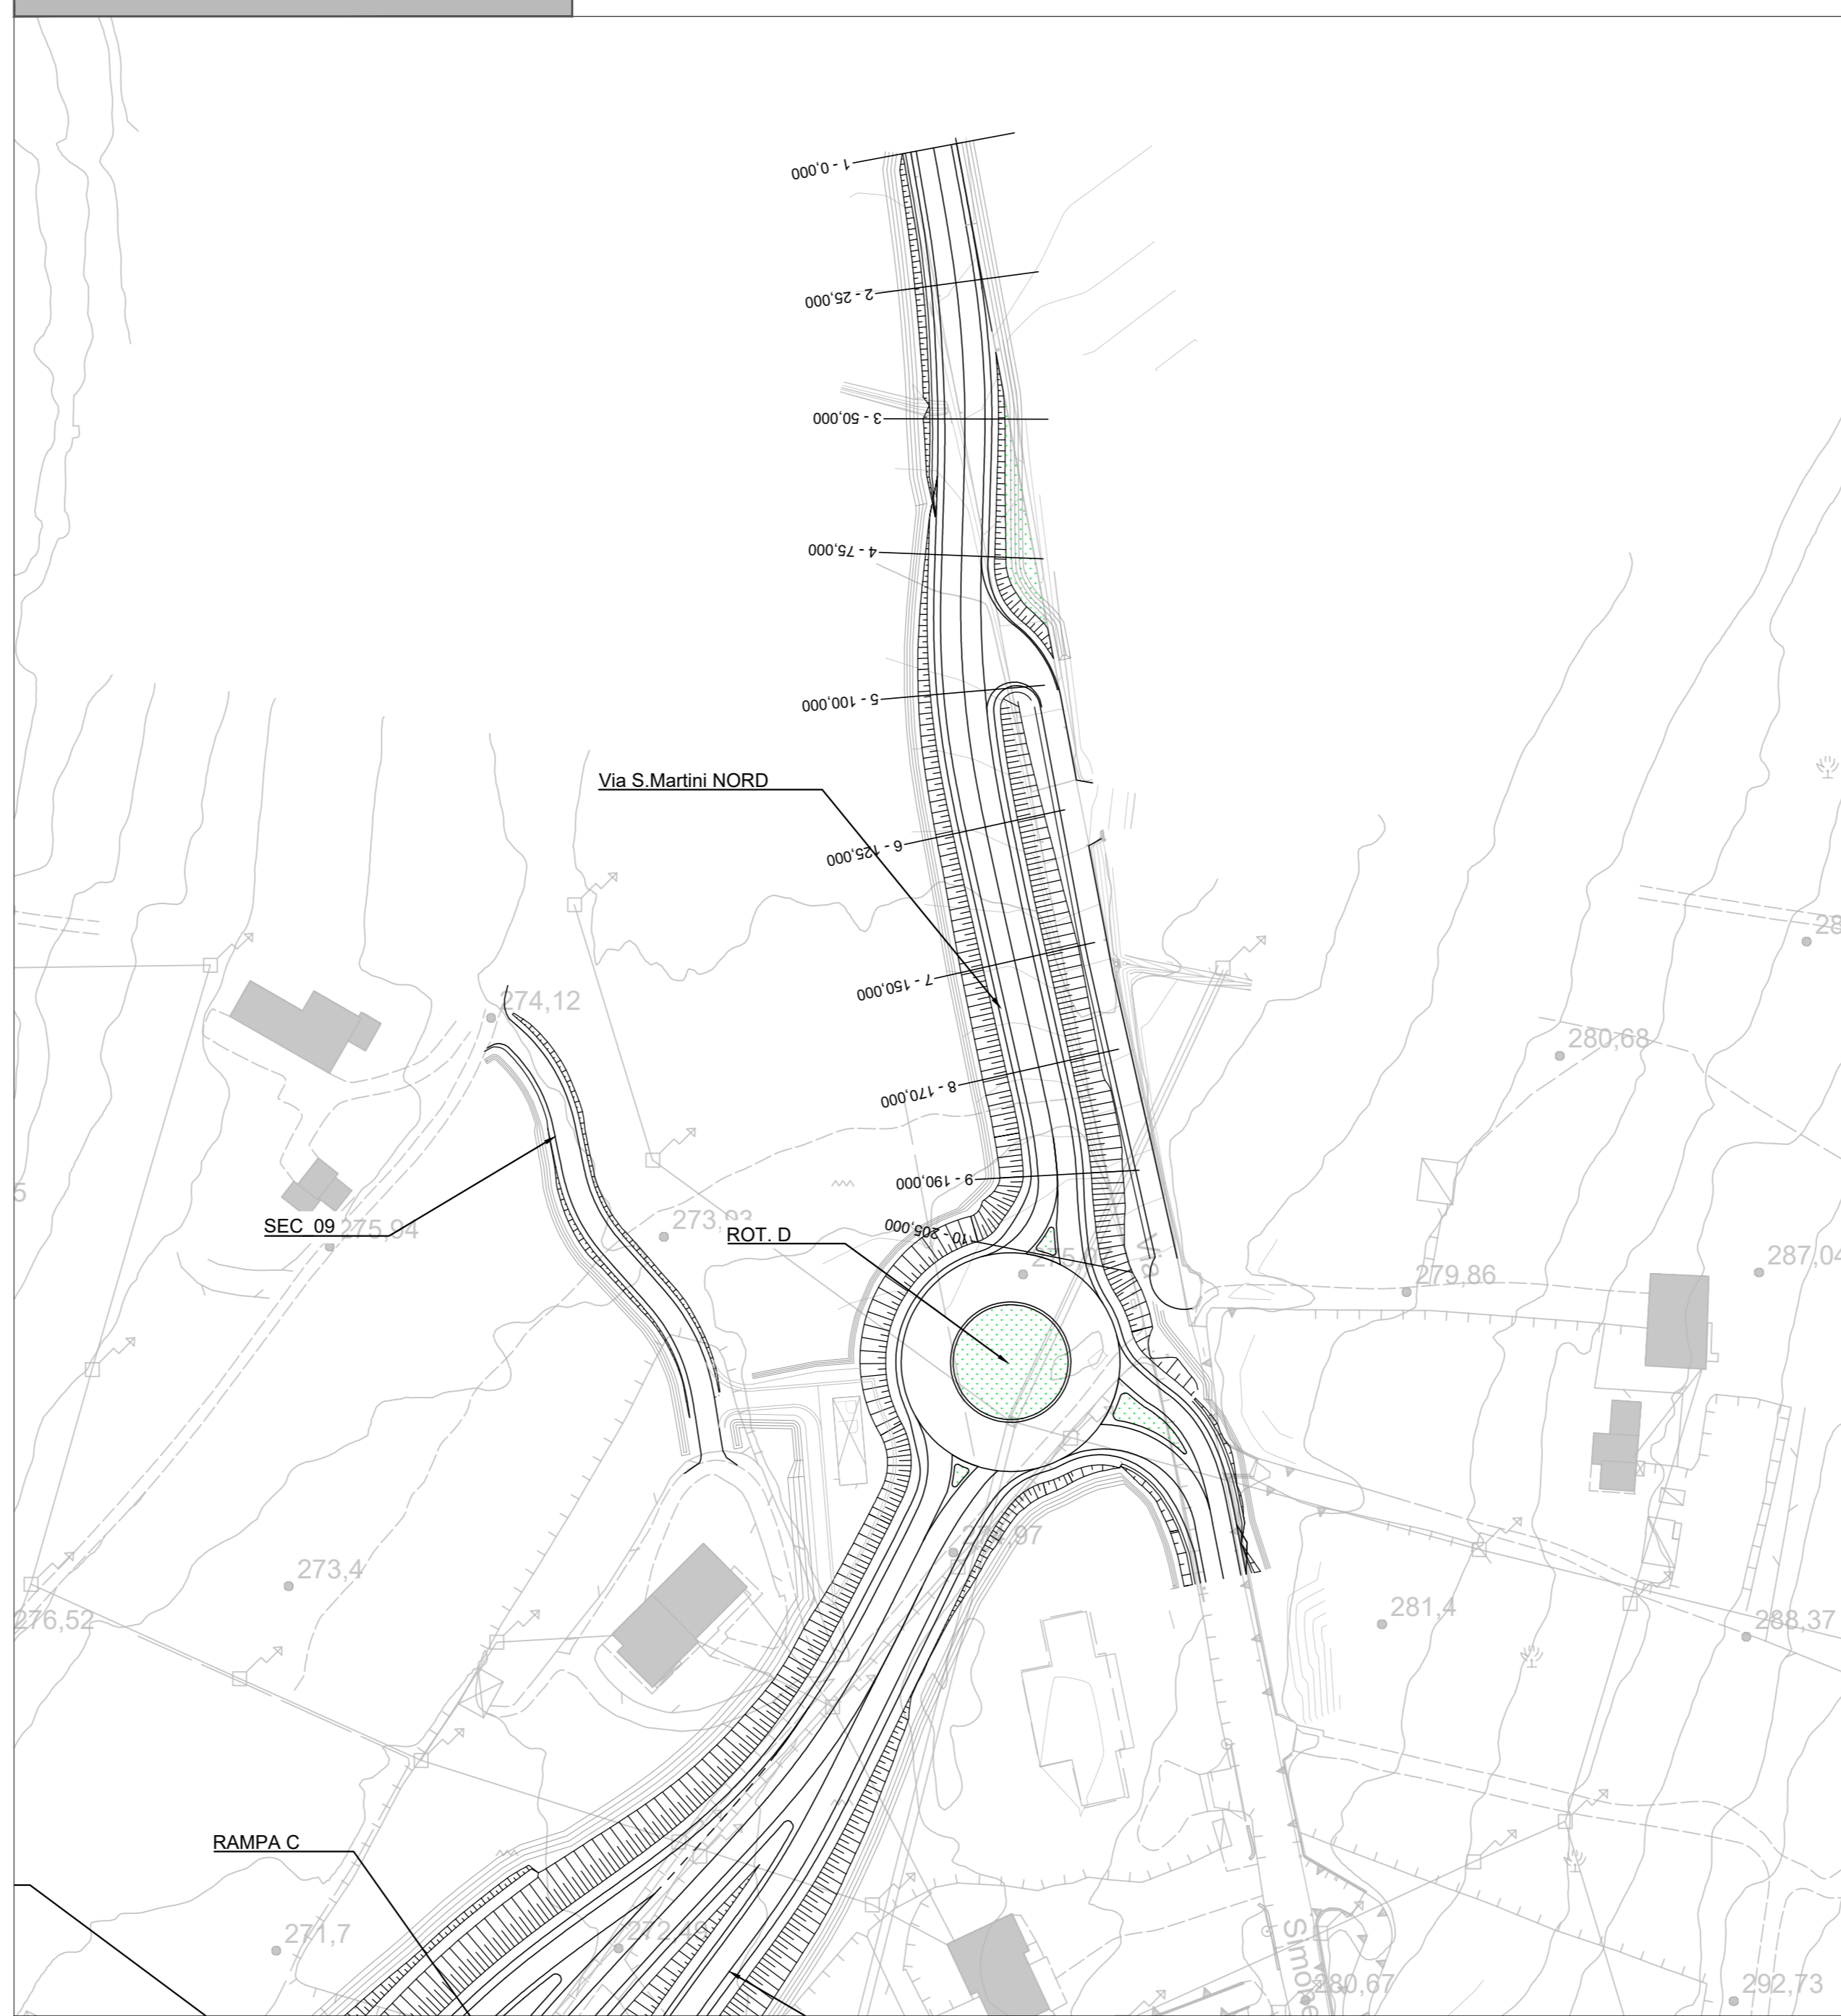 1 - 0,000
2 - 25,000
3 - 50,000
4 - 75,000
5 - 100,000
Via S.Martini NORD
6 - 125,000
7 - 150,000
274,12
280,68
8 - 170,000
9 - 190,000
SEC_09
275,94
273,93
ROT. D
10 - 205,000
Via
279,86
287,04
273,4
276,52
281,4
288,37
RAMPA C
271,7
Simone
280,67
292,73